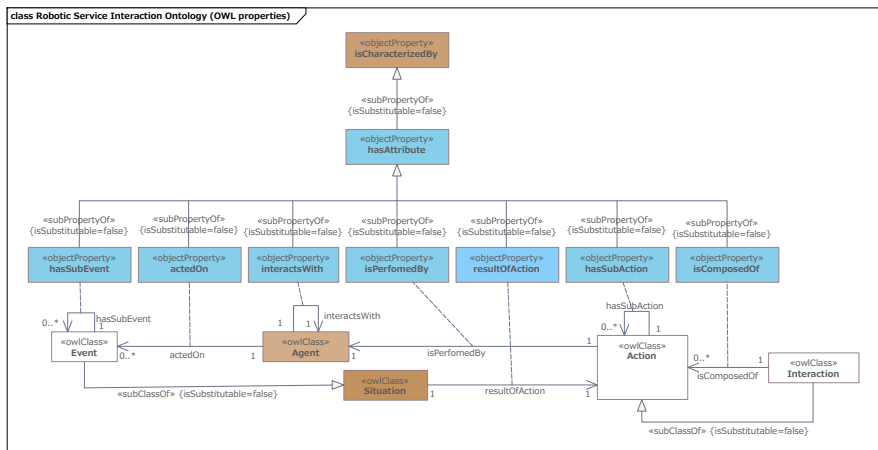 class Robotic Service Interaction Ontology (OWL properties)
«objectProperty»
isCharacterizedBy
«subPropertyOf»
{isSubstitutable=false}
«objectProperty»
hasAttribute
«subPropertyOf»
{isSubstitutable=false}
«subPropertyOf»
{isSubstitutable=false}
«subPropertyOf»
{isSubstitutable=false}
«subPropertyOf»
{isSubstitutable=false}
«subPropertyOf»
{isSubstitutable=false}
«subPropertyOf»
{isSubstitutable=false}
«subPropertyOf»
{isSubstitutable=false}
«objectProperty»
hasSubEvent
«objectProperty»
actedOn
«objectProperty»
interactsWith
«objectProperty»
isPerfomedBy
«objectProperty»
resultOfAction
«objectProperty»
hasSubAction
«objectProperty»
isComposedOf
hasSubAction
hasSubEvent
interactsWith
0..*
1
1
1
0..*
1
«owlClass»
Event
0..*
actedOn
1
«owlClass»
Agent
1
isPerfomedBy
1
«owlClass»
Action
0..*
isComposedOf
1
«owlClass»
Interaction
«subClassOf» {isSubstitutable=false}
«owlClass»
Situation
1
resultOfAction
1
«subClassOf» {isSubstitutable=false}